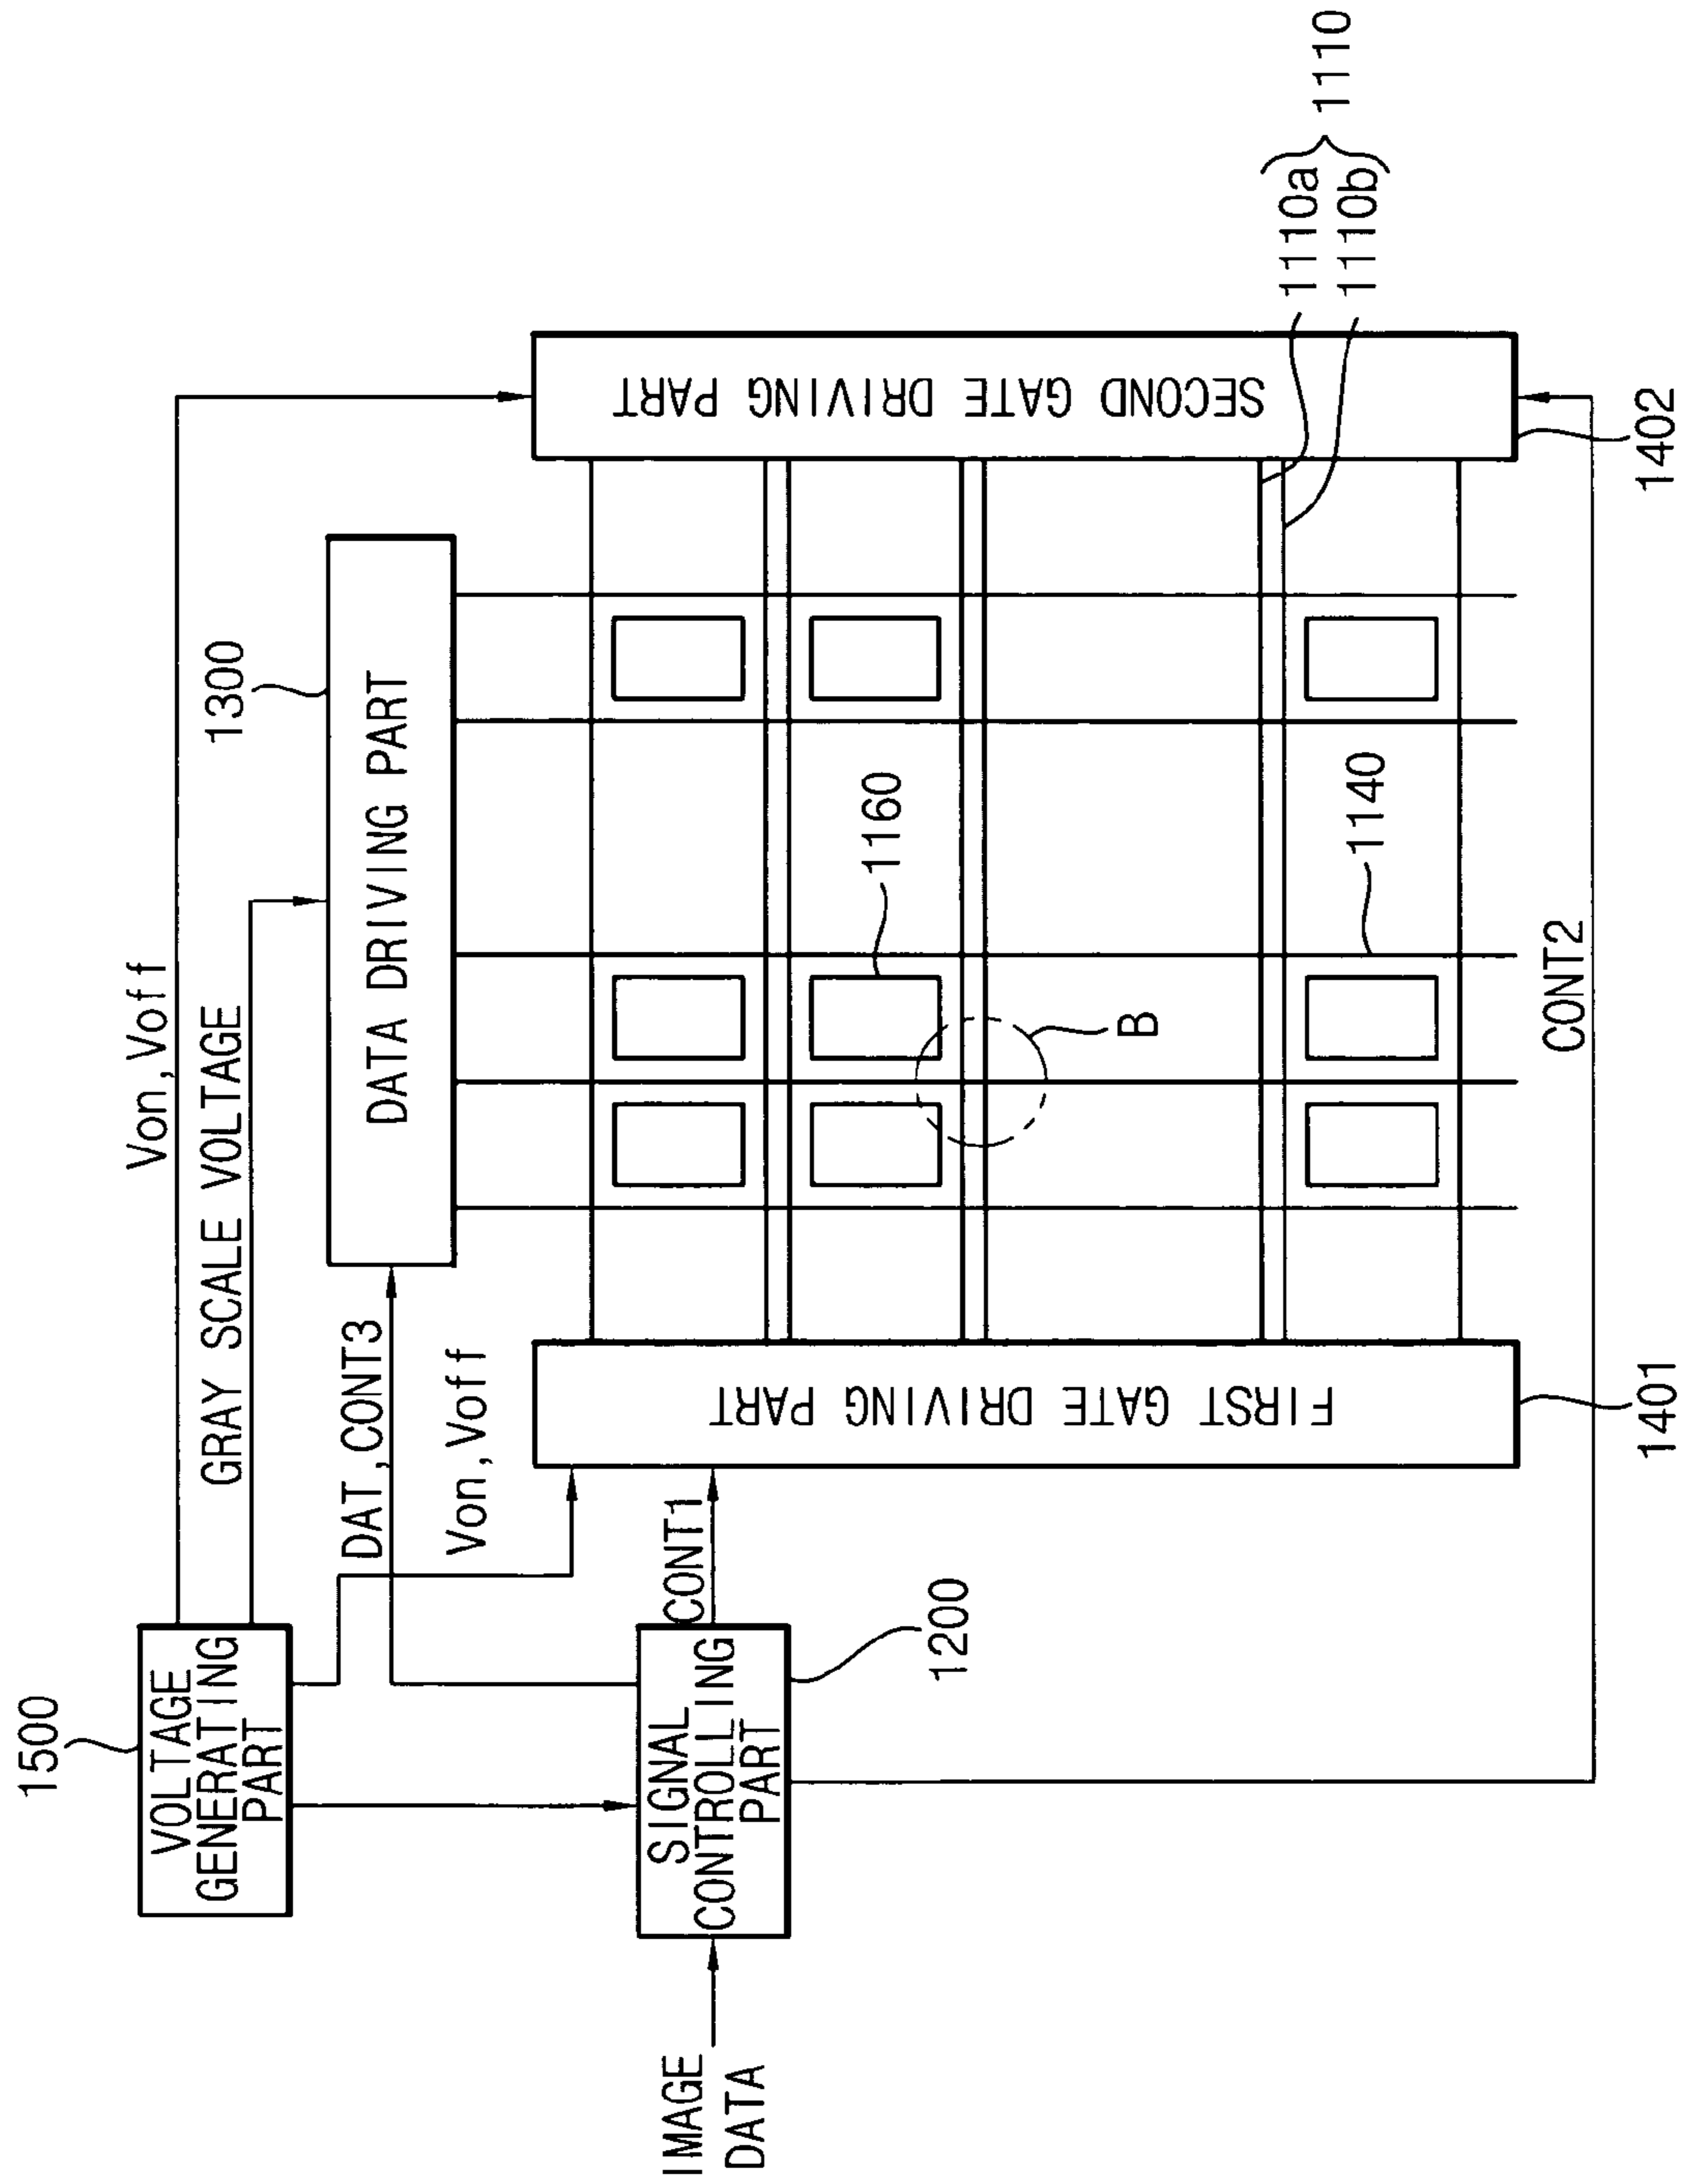 1500
VOLTAGE
GENERATING
PART
Von,Voff
GRAY SCALE VOLTAGE
1300
DATA DRIVING PART
DAT,CONT3
Von,Voff
IMAGE
DATA
SIGNAL
CONTROLLING
PART
1200
CONT1
FIRST GATE DRIVING PART
1401
SECOND GATE DRIVING PART
1402
1160
B
1140
1110a
1110b
1110
CONT2